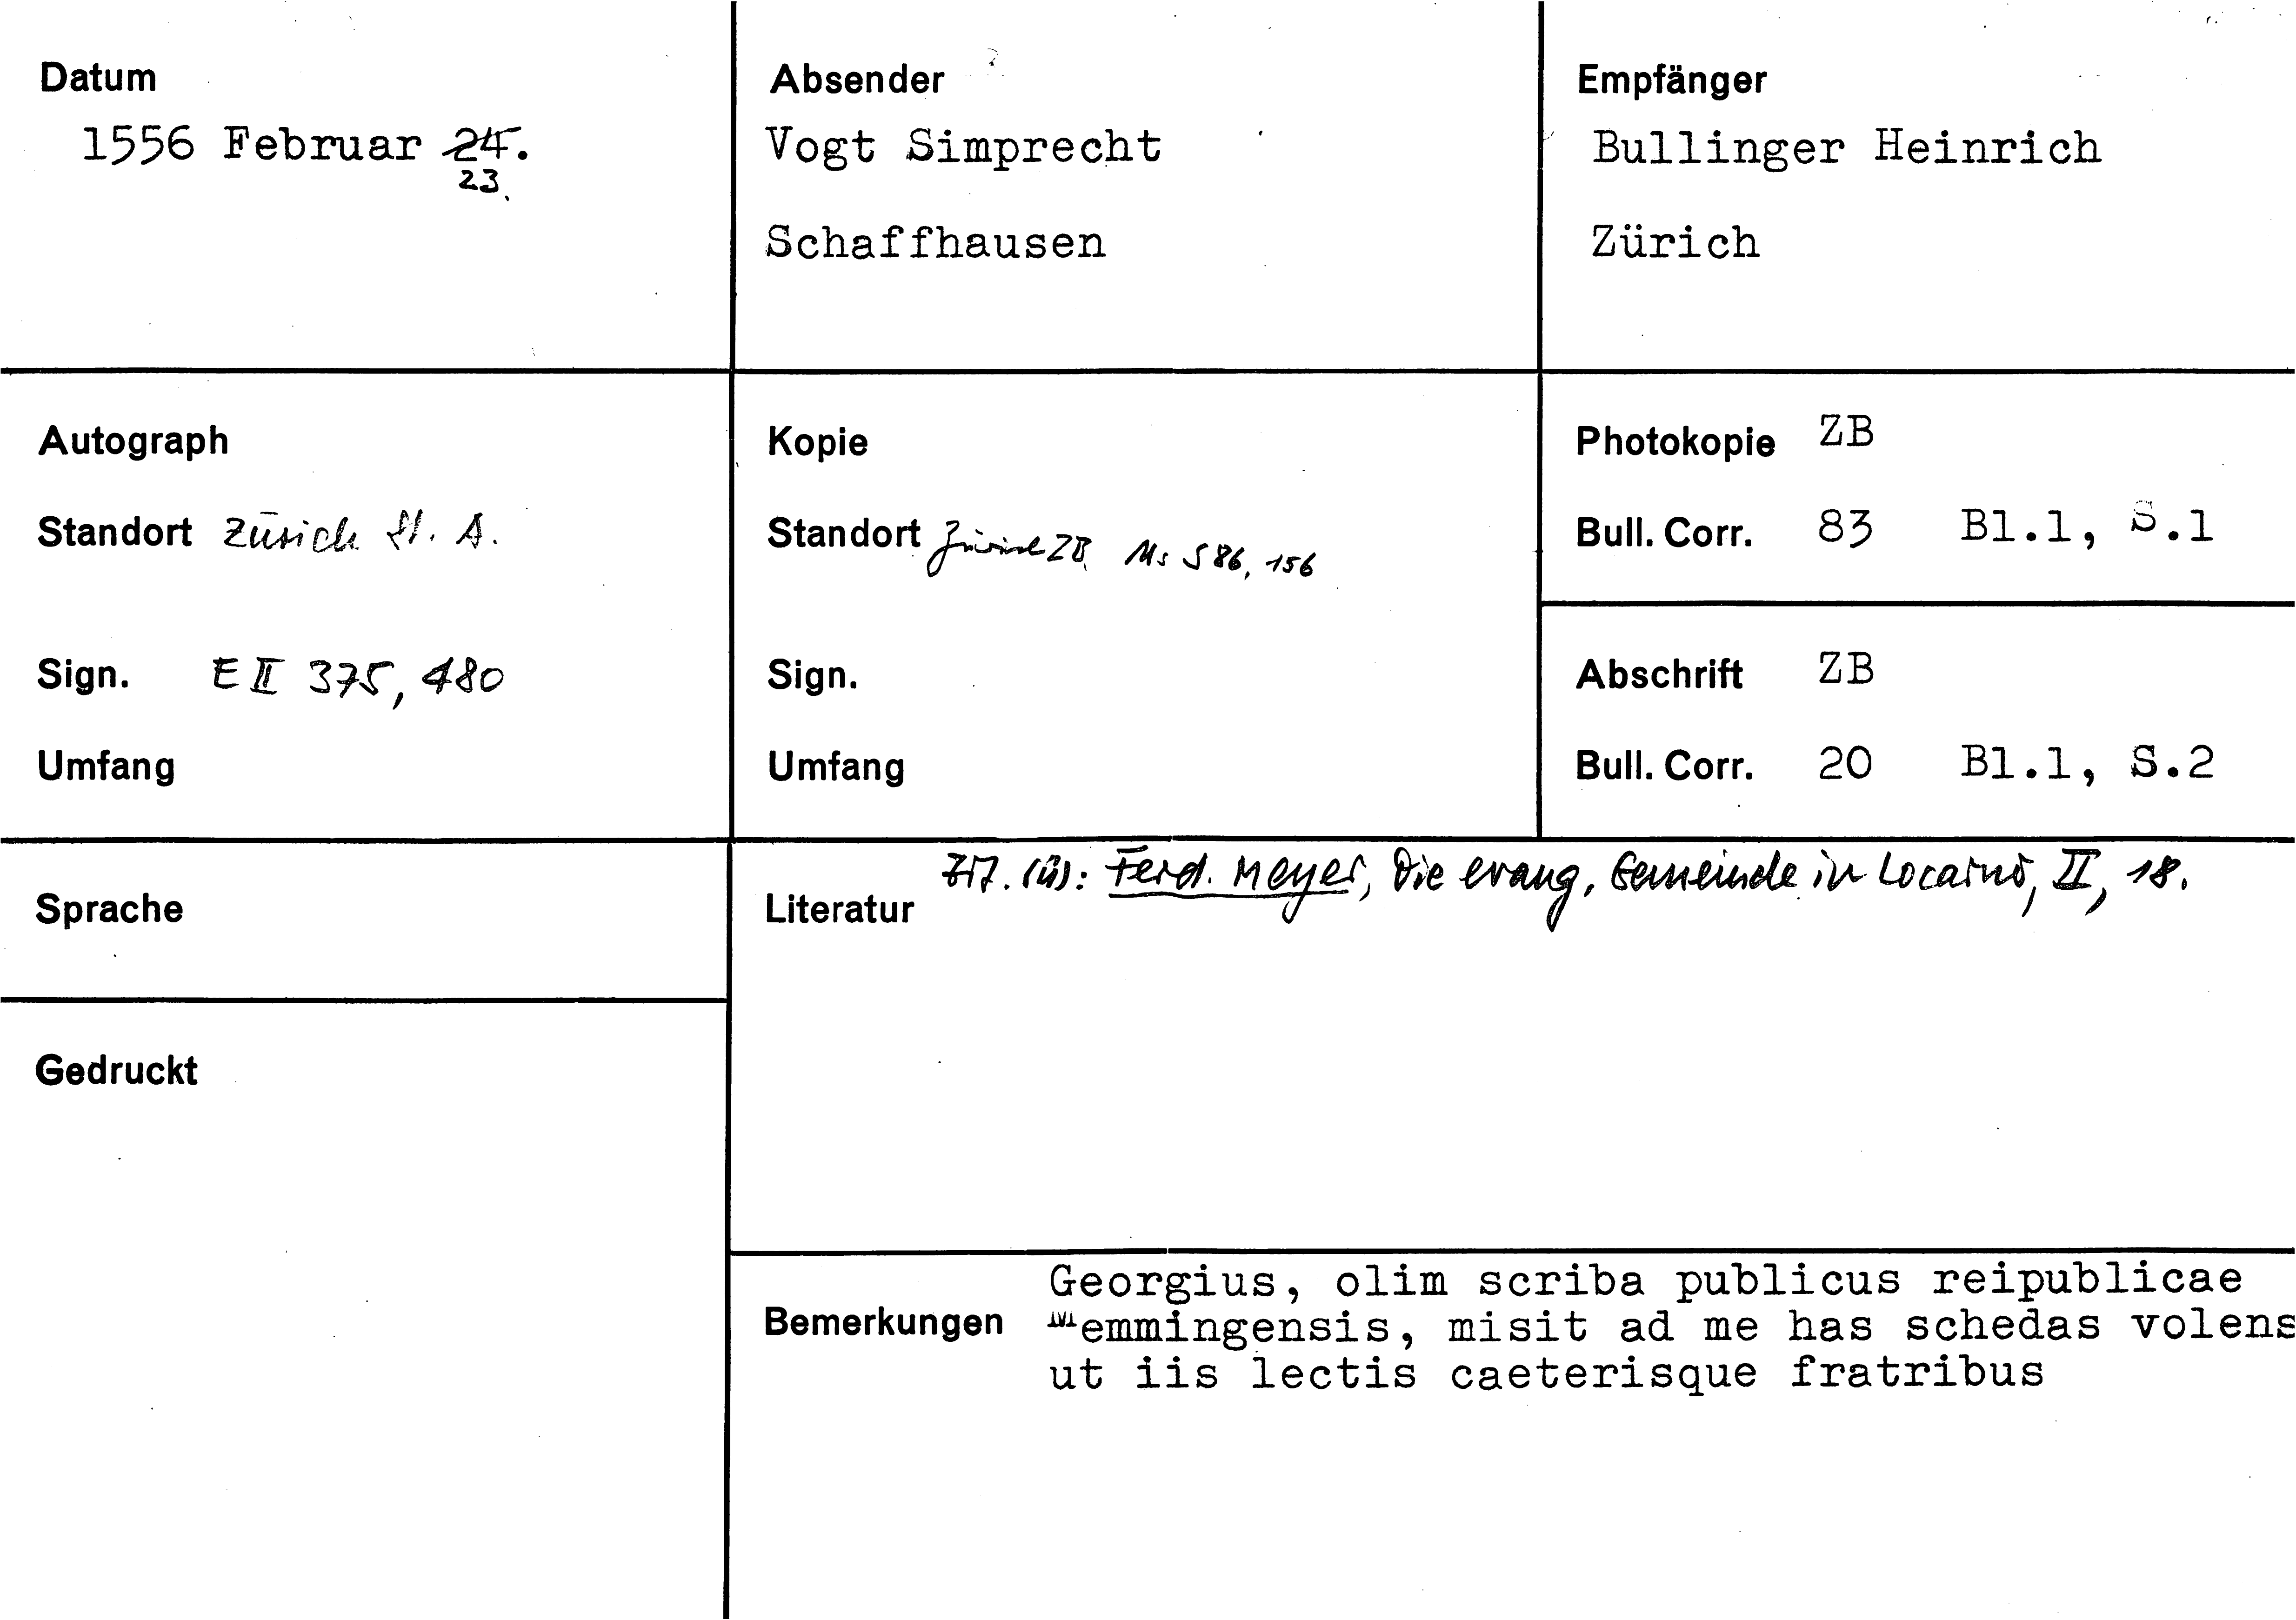 Datum
1556 Februar 24.
23.
Absender
Vogt Simprecht
Schaffhausen
Empfänger
Bullinger Heinrich
Zürich
Autograph
Standort Zürich St. A.
Sign. E II 375, 480
Umfang
Kopie
Standort Zürich ZB, Ms S 86, 156
Sign.
Umfang
Photokopie ZB
Bull. Corr. 83 Bl.1, S.1
Abschrift ZB
Bull. Corr. 20 Bl.1, S.2
Sprache
Gedruckt
Literatur Zit. (ü): Ferd. Meyer, Die evang. Gemeinde in Locarno, II, 18.
Bemerkungen
Georgius, olim scriba publicus reipublicae
Memmingensis, misit ad me has schedas volens
ut iis lectis caeterisque fratribus